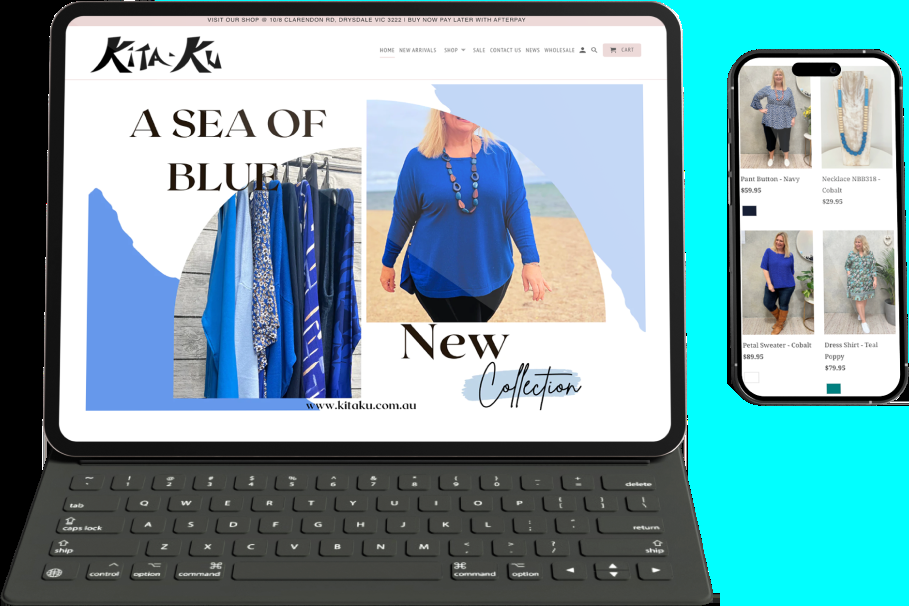 VISIT OUR SHOP @ 10/8 CLARENDON RD, DRYSDALE VIC 3222 | BUY NOW PAY LATER WITH AFTERPAY
KITA-KU
HOME NEW ARRIVALS SHOP SALE CONTACT US NEWS WHOLESALE CART
A SEA OF
BLUE
New
Collection
www.kitaku.com.au
Pant Button - Navy
$59.95
Necklace NBR318 -
Cobalt
$29.95
Petal Sweater - Cobalt
$89.95
Dress Shirt - Teal
Poppy
$79.95
~ ! @ # $ % ^ & * ( ) _ +
2 3 4 5 6 7 8 9 0 - = delete
tab Q W E R T Y U I O P { } |
[ ] \
caps lock A S D F G H J K L : "
; ' return
ship Z X C V B N M < > ?
, . / ship
control option command command option